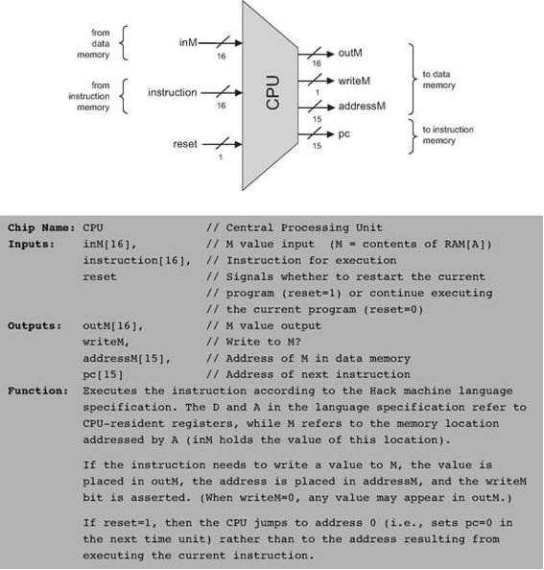 from
data
memory
inM
16
from
instruction
memory
instruction
16
reset
1
CPU
outM
16
writeM
1
addressM
15
pc
15
to data
memory
to instruction
memory
Chip Name: CPU // Central Processing Unit
Inputs: inM[16], // M value input (M = contents of RAM[A])
instruction[16], // Instruction for execution
reset // Signals whether to restart the current
// program (reset=1) or continue executing
// the current program (reset=0)
Outputs: outM[16], // M value output
writeM, // Write to M?
addressM[15], // Address of M in data memory
pc[15] // Address of next instruction
Function: Executes the instruction according to the Hack machine language
specification. The D and A in the language specification refer to
CPU-resident registers, while M refers to the memory location
addressed by A (inM holds the value of this location).
If the instruction needs to write a value to M, the value is
placed in outM, the address is placed in addressM, and the writeM
bit is asserted. (When writeM=0, any value may appear in outM.)
If reset=1, then the CPU jumps to address 0 (i.e., sets pc=0 in
the next time unit) rather than to the address resulting from
executing the current instruction.